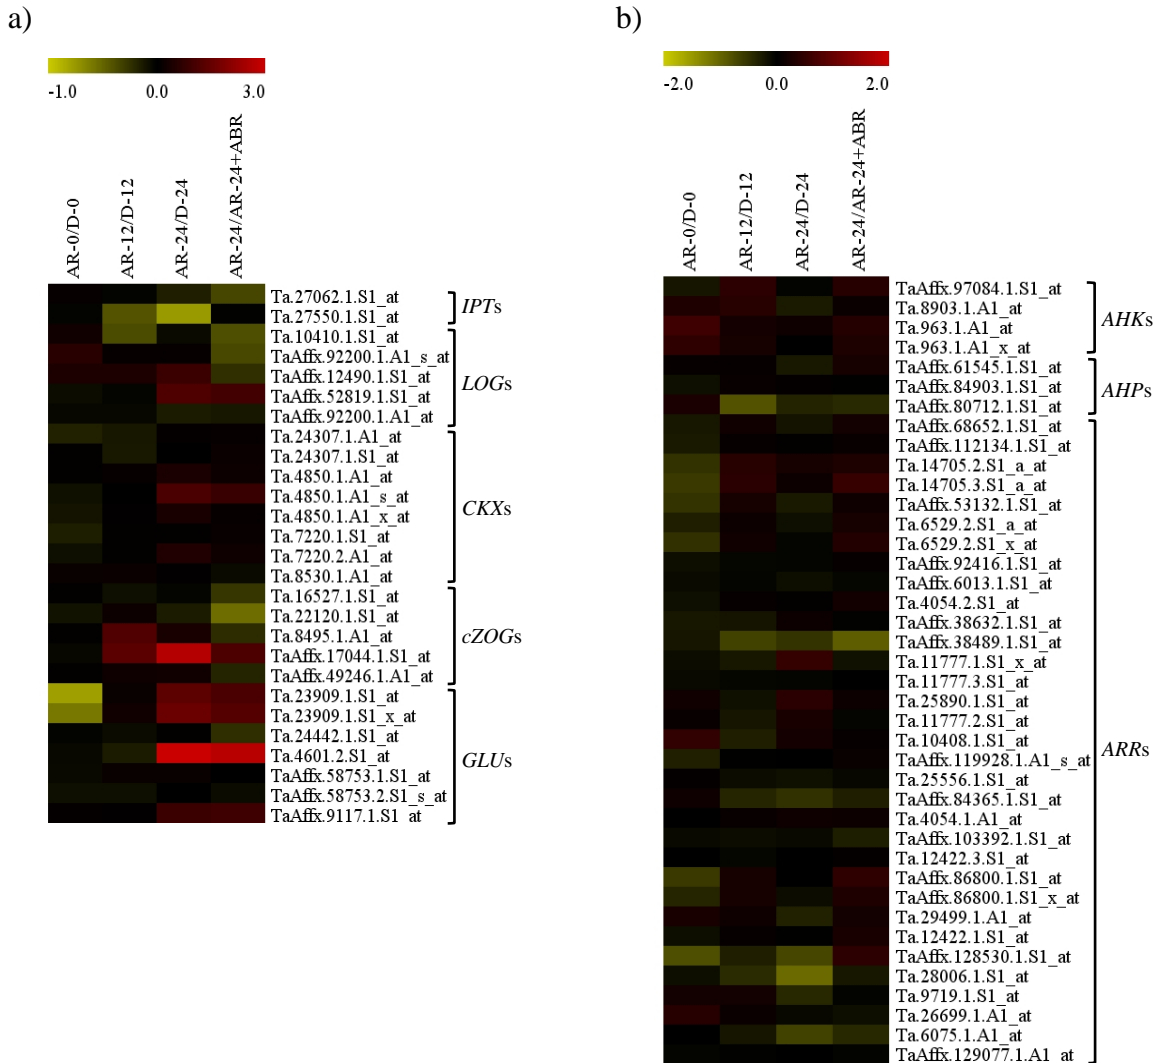 a)
-1.0 0.0 3.0
AR-0/D-0
AR-12/D-12
AR-24/D-24
AR-24/AR-24+ABR
Ta.27062.1.S1_at
Ta.27550.1.S1_at
IPTs
Ta.10410.1.S1_at
TaAffx.92200.1.A1_s_at
TaAffx.12490.1.S1_at
TaAffx.52819.1.S1_at
TaAffx.92200.1.A1_at
LOGs
Ta.24307.1.A1_at
Ta.24307.1.S1_at
Ta.4850.1.A1_at
Ta.4850.1.A1_s_at
Ta.4850.1.A1_x_at
Ta.7220.1.S1_at
Ta.7220.2.A1_at
Ta.8530.1.A1_at
CKXs
Ta.16527.1.S1_at
Ta.22120.1.S1_at
Ta.8495.1.A1_at
TaAffx.17044.1.S1_at
TaAffx.49246.1.A1_at
cZOGs
Ta.23909.1.S1_at
Ta.23909.1.S1_x_at
Ta.24442.1.S1_at
Ta.4601.2.S1_at
TaAffx.58753.1.S1_at
TaAffx.58753.2.S1_s_at
TaAffx.9117.1.S1_at
GLUs
b)
-2.0 0.0 2.0
AR-0/D-0
AR-12/D-12
AR-24/D-24
AR-24/AR-24+ABR
TaAffx.97084.1.S1_at
Ta.8903.1.A1_at
Ta.963.1.A1_at
Ta.963.1.A1_x_at
AHKs
TaAffx.61545.1.S1_at
TaAffx.84903.1.S1_at
TaAffx.80712.1.S1_at
AHPs
TaAffx.68652.1.S1_at
TaAffx.112134.1.S1_at
Ta.14705.2.S1_a_at
Ta.14705.3.S1_a_at
TaAffx.53132.1.S1_at
Ta.6529.2.S1_a_at
Ta.6529.2.S1_x_at
TaAffx.92416.1.S1_at
TaAffx.6013.1.S1_at
Ta.4054.2.S1_at
TaAffx.38632.1.S1_at
TaAffx.38489.1.S1_at
Ta.11777.1.S1_x_at
Ta.11777.3.S1_at
Ta.25890.1.S1_at
Ta.11777.2.S1_at
Ta.10408.1.S1_at
TaAffx.119928.1.A1_s_at
Ta.25556.1.S1_at
TaAffx.84365.1.S1_at
Ta.4054.1.A1_at
TaAffx.103392.1.S1_at
Ta.12422.3.S1_at
TaAffx.86800.1.S1_at
TaAffx.86800.1.S1_x_at
Ta.29499.1.A1_at
Ta.12422.1.S1_at
TaAffx.128530.1.S1_at
Ta.28006.1.S1_at
Ta.9719.1.S1_at
Ta.26699.1.A1_at
Ta.6075.1.A1_at
TaAffx.129077.1.A1_at
ARRs